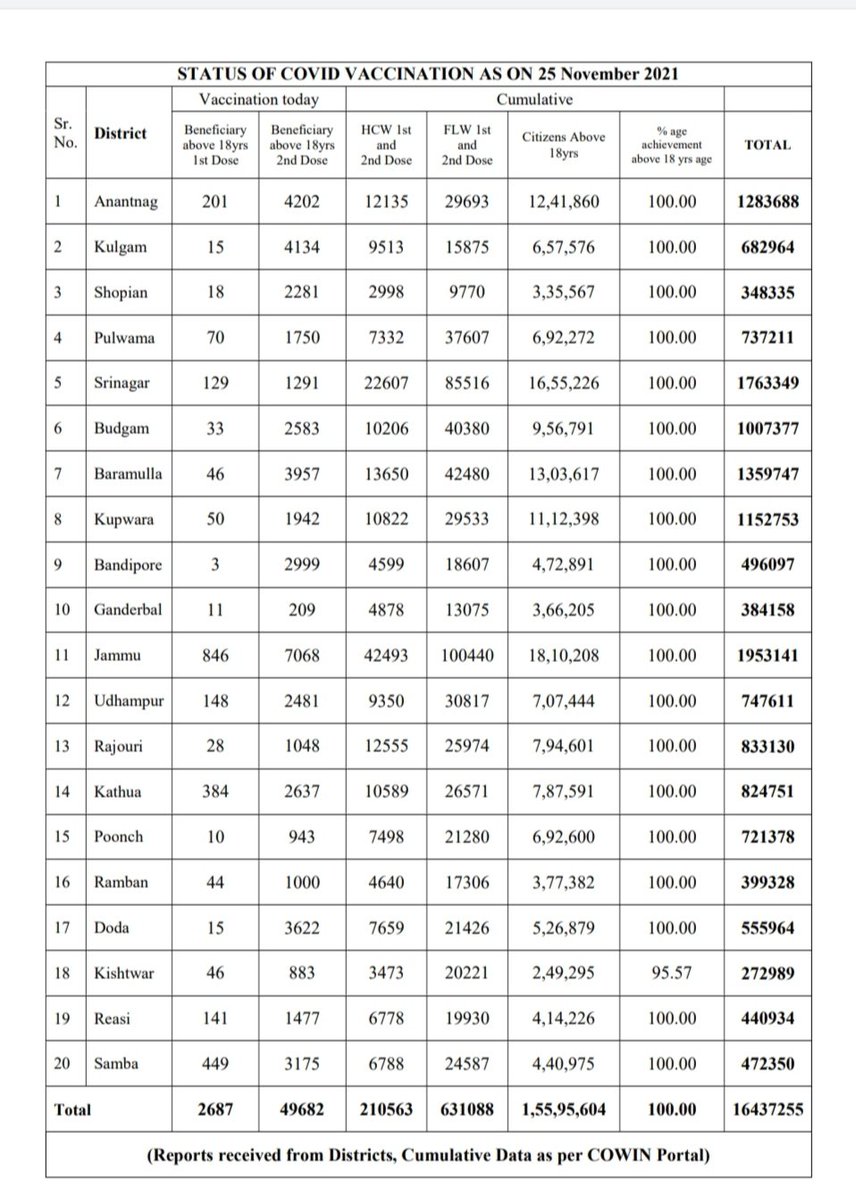 STATUS OF COVID VACCINATION AS ON 25 November 2021
Sr. No. District Vaccination today Cumulative
Beneficiary above 18yrs 1st Dose Beneficiary above 18yrs 2nd Dose HCW 1st and 2nd Dose FLW 1st and 2nd Dose Citizens Above 18yrs % age achievement above 18 yrs age TOTAL
1 Anantnag 201 4202 12135 29693 12,41,860 100.00 1283688
2 Kulgam 15 4134 9513 15875 6,57,576 100.00 682964
3 Shopian 18 2281 2998 9770 3,35,567 100.00 348335
4 Pulwama 70 1750 7332 37607 6,92,272 100.00 737211
5 Srinagar 129 1291 22607 85516 16,55,226 100.00 1763349
6 Budgam 33 2583 10206 40380 9,56,791 100.00 1007377
7 Baramulla 46 3957 13650 42480 13,03,617 100.00 1359747
8 Kupwara 50 1942 10822 29533 11,12,398 100.00 1152753
9 Bandipore 3 2999 4599 18607 4,72,891 100.00 496097
10 Ganderbal 11 209 4878 13075 3,66,205 100.00 384158
11 Jammu 846 7068 42493 100440 18,10,208 100.00 1953141
12 Udhampur 148 2481 9350 30817 7,07,444 100.00 747611
13 Rajouri 28 1048 12555 25974 7,94,601 100.00 833130
14 Kathua 384 2637 10589 26571 7,87,591 100.00 824751
15 Poonch 10 943 7498 21280 6,92,600 100.00 721378
16 Ramban 44 1000 4640 17306 3,77,382 100.00 399328
17 Doda 15 3622 7659 21426 5,26,879 100.00 555964
18 Kishtwar 46 883 3473 20221 2,49,295 95.57 272989
19 Reasi 141 1477 6778 19930 4,14,226 100.00 440934
20 Samba 449 3175 6788 24587 4,40,975 100.00 472350
Total 2687 49682 210563 631088 1,55,95,604 100.00 16437255
(Reports received from Districts, Cumulative Data as per COWIN Portal)